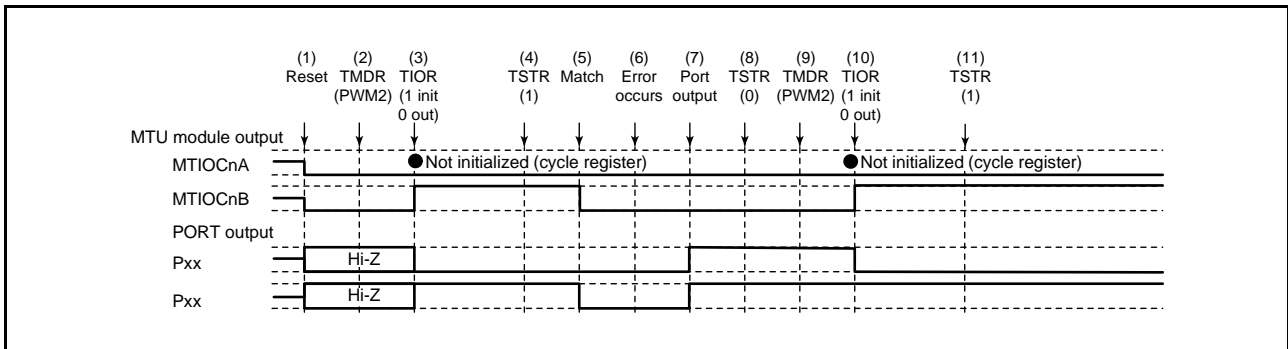 (1) (2) (3) (4) (5) (6) (7) (8) (9) (10) (11)
Reset TMDR TIOR TSTR Match Error Port TSTR TMDR TIOR TSTR
(PWM2) (1 init (1) occurs output (0) (PWM2) (1 init (1)
0 out) 0 out)
MTU module output
MTIOCnA Not initialized (cycle register) Not initialized (cycle register)
MTIOCnB
PORT output
Pxx Hi-Z
Pxx Hi-Z